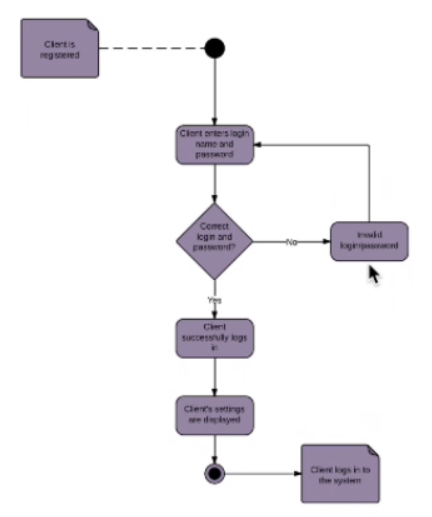 Client is
registered
Client enters login
name and
password
Correct
login and
password?
No
Invalid
login/password
Yes
Client
successfully logs
in
Client's settings
are displayed
Client logs in to
the system